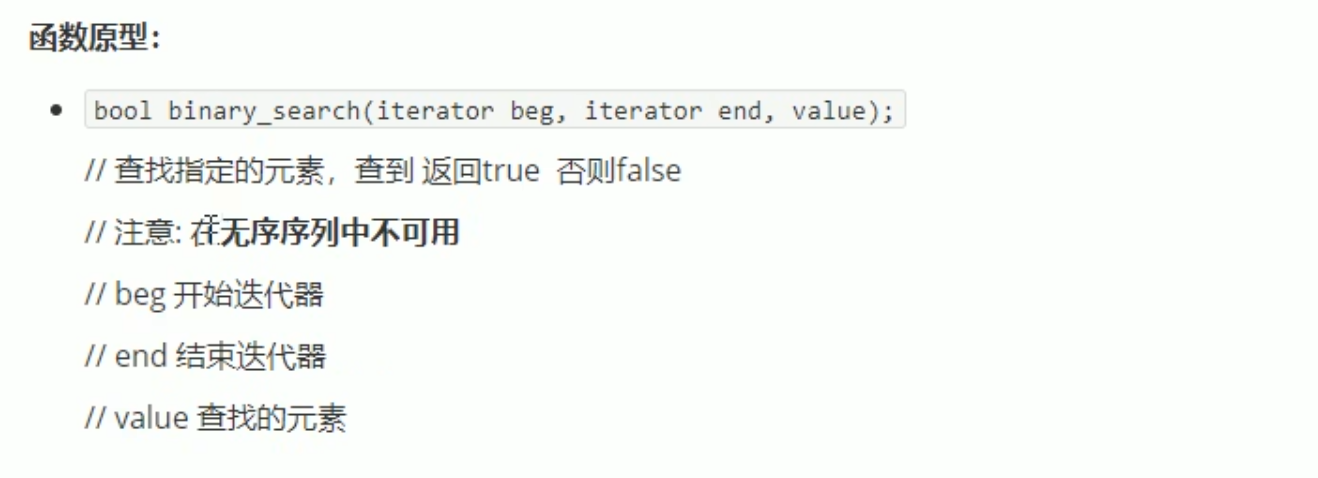 函数原型：
bool binary_search(iterator beg, iterator end, value);
// 查找指定的元素，查到 返回true 否则false
// 注意: 在无序序列中不可用
// beg 开始迭代器
// end 结束迭代器
// value 查找的元素